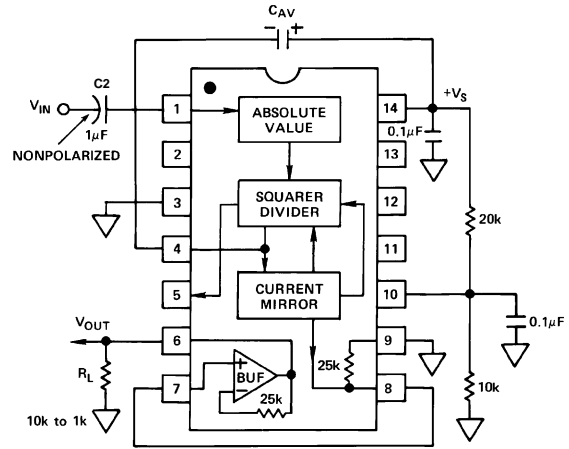 CAV
− +
C2
VIN
1µF
NONPOLARIZED
1
2
3
4
5
6
7
14
13
12
11
10
9
8
ABSOLUTE
VALUE
SQUARER
DIVIDER
CURRENT
MIRROR
+VS
0.1µF
20k
0.1µF
10k
VOUT
RL
10k to 1k
+
BUF
−
25k
25k